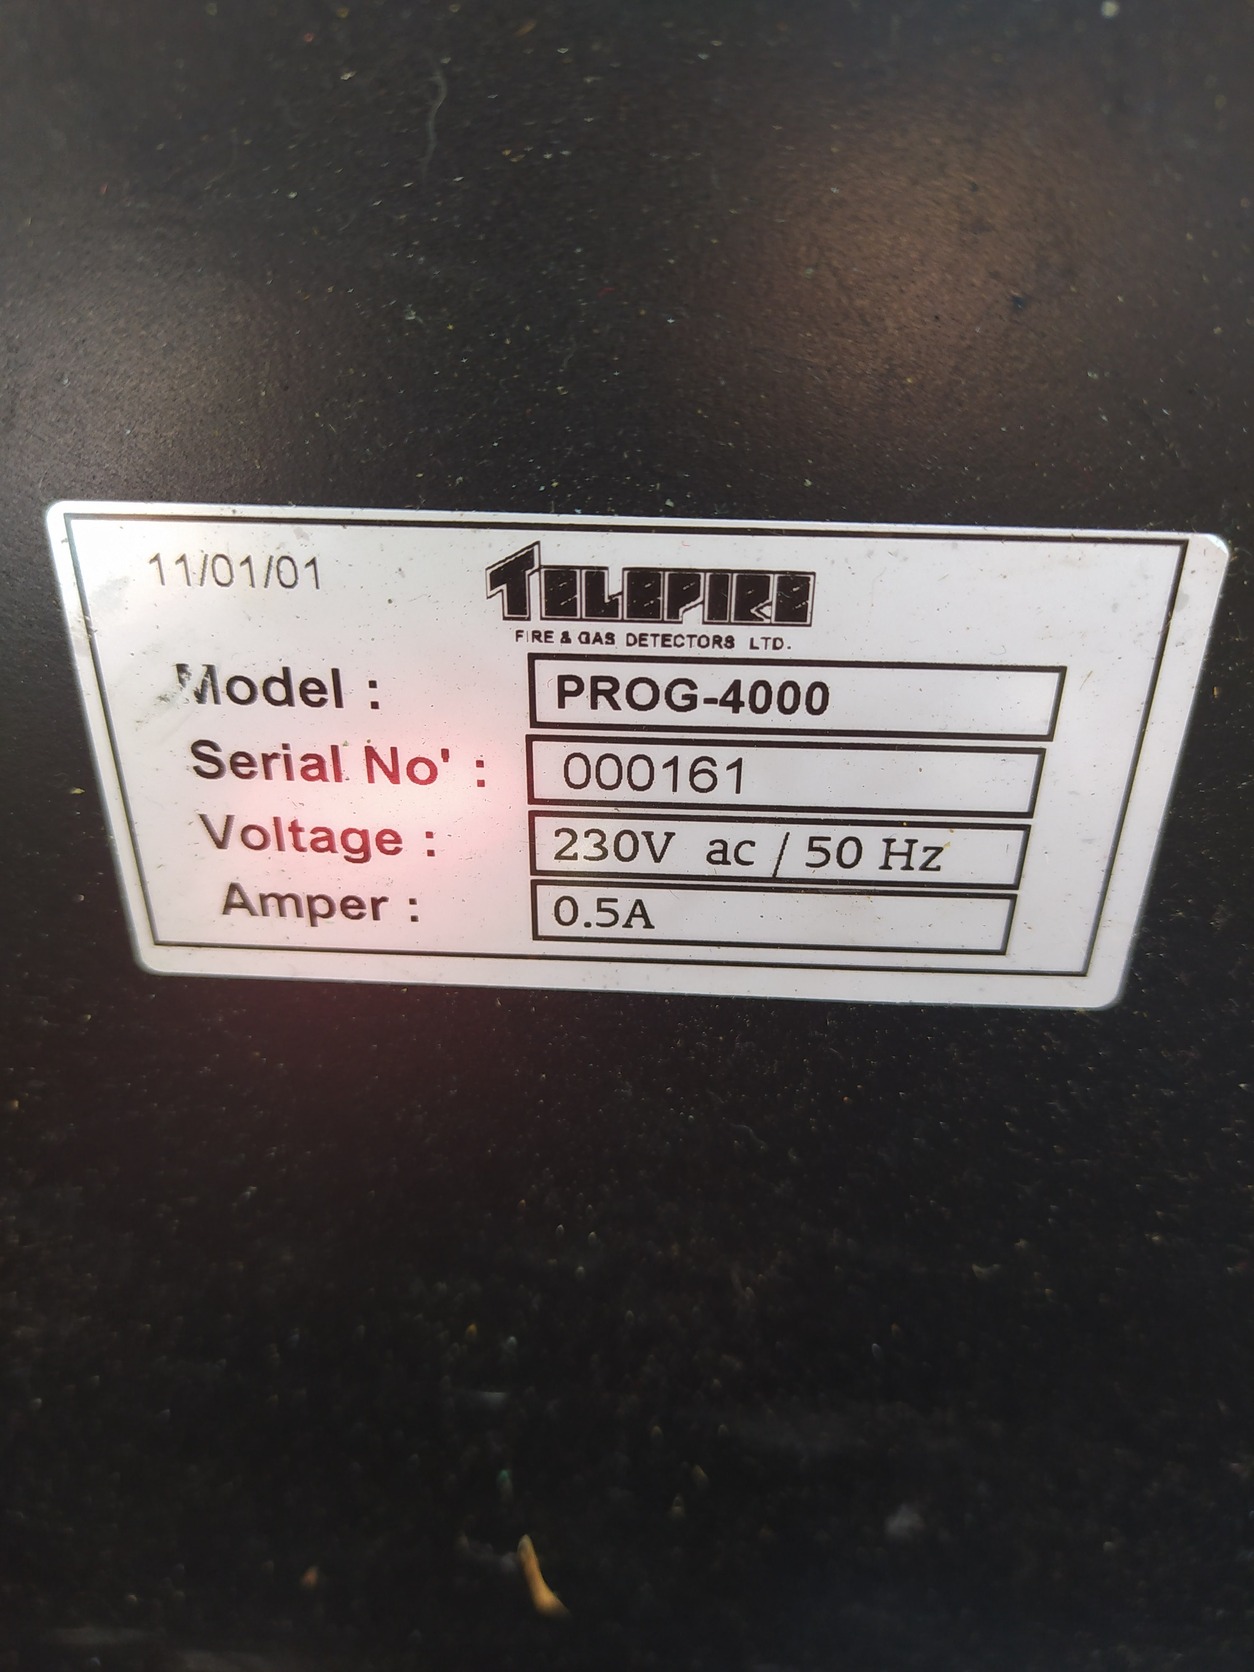 11/01/01
TELEFIRE
FIRE & GAS DETECTORS LTD.
Model : PROG-4000
Serial No' : 000161
Voltage : 230V ac / 50 Hz
Amper : 0.5A